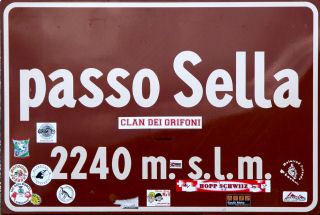 passo Sella
CLAN DEI GRIFONI
2240 m. s.l.m.
HOPP SCHWIIZ